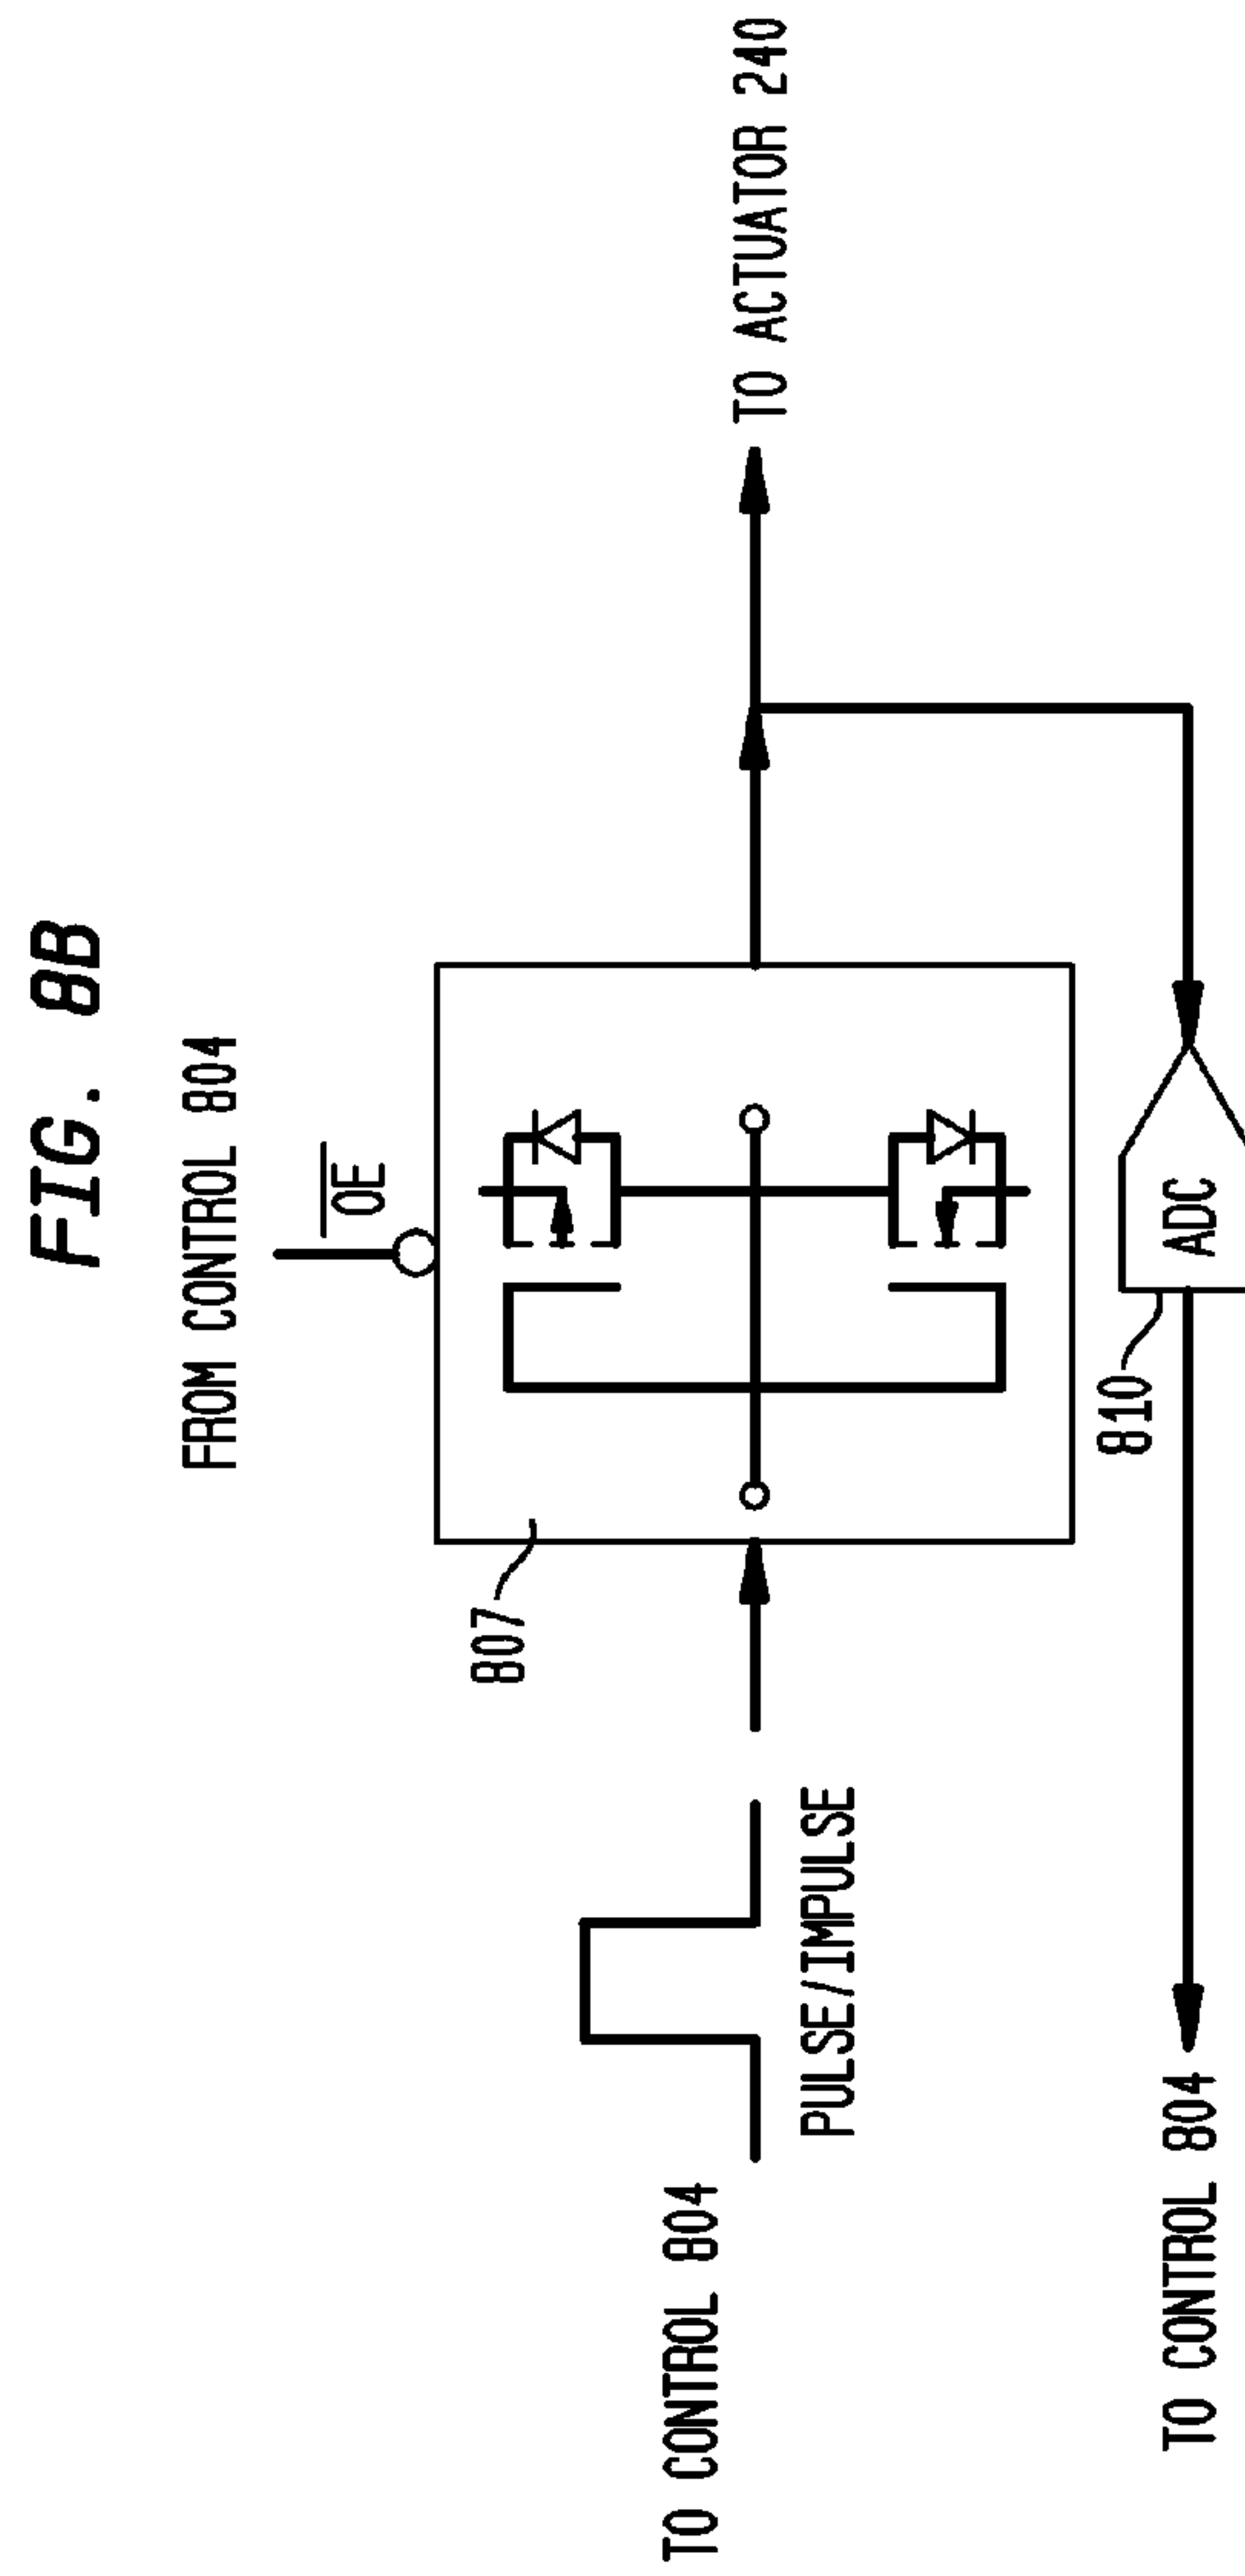 FIG. 8B
FROM CONTROL 804
OE
807
TO CONTROL 804
PULSE/IMPULSE
TO ACTUATOR 240
810
ADC
TO CONTROL 804